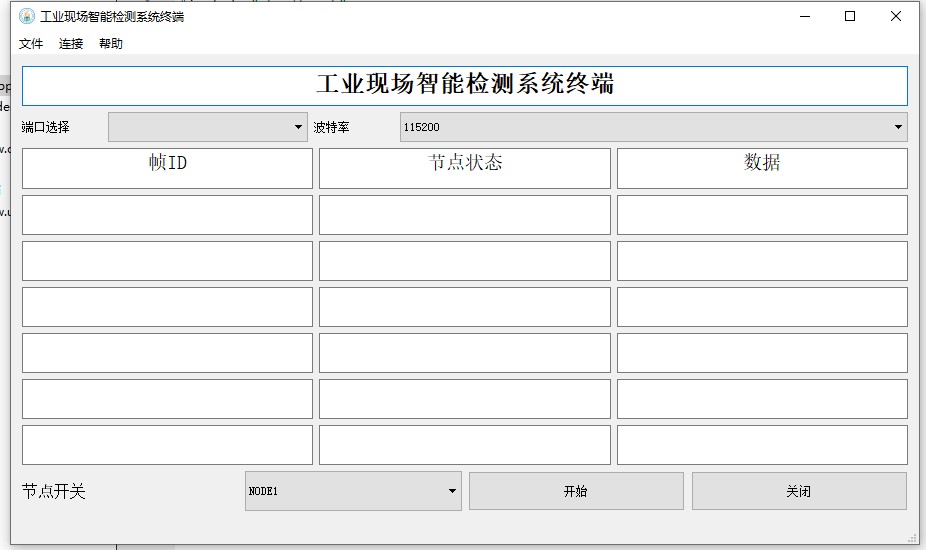 工业现场智能检测系统终端
文件 连接 帮助
工业现场智能检测系统终端
端口选择 波特率 115200
帧ID 节点状态 数据
节点开关 NODE1 开始 关闭